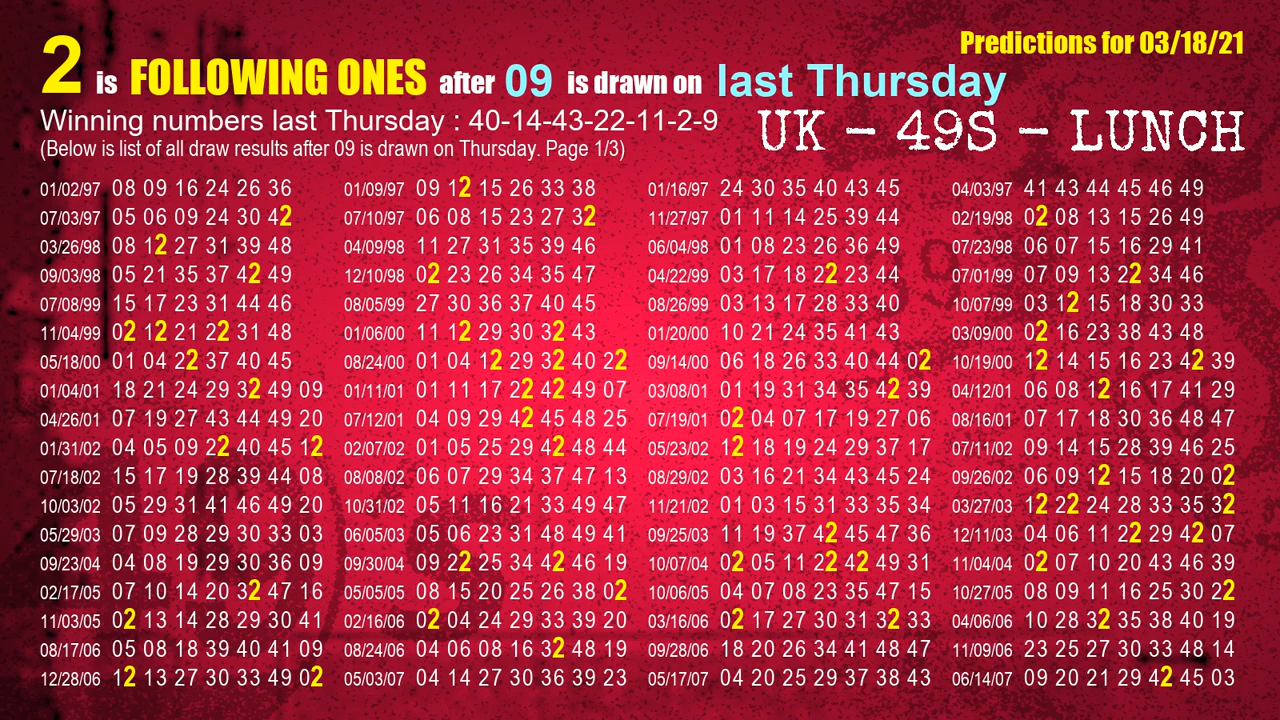 Predictions for 03/18/21
2 is FOLLOWING ONES after 09 is drawn on last Thursday
Winning numbers last Thursday : 40-14-43-22-11-2-9
UK - 49S - LUNCH
(Below is list of all draw results after 09 is drawn on Thursday. Page 1/3)
01/02/97 08 09 16 24 26 36 01/09/97 09 12 15 26 33 38 01/16/97 24 30 35 40 43 45 04/03/97 41 43 44 45 46 49
07/03/97 05 06 09 24 30 42 07/10/97 06 08 15 23 27 32 11/27/97 01 11 14 25 39 44 02/19/98 02 08 13 15 26 49
03/26/98 08 12 27 31 39 48 04/09/98 11 27 31 35 39 46 06/04/98 01 08 23 26 36 49 07/23/98 06 07 15 16 29 41
09/03/98 05 21 35 37 42 49 12/10/98 02 23 26 34 35 47 04/22/99 03 17 18 22 23 44 07/01/99 07 09 13 22 34 46
07/08/99 15 17 23 31 44 46 08/05/99 27 30 36 37 40 45 08/26/99 03 13 17 28 33 40 10/07/99 03 12 15 18 30 33
11/04/99 02 12 21 22 31 48 01/06/00 11 12 29 30 32 43 01/20/00 10 21 24 35 41 43 03/09/00 02 16 23 38 43 48
05/18/00 01 04 22 37 40 45 08/24/00 01 04 12 29 32 40 22 09/14/00 06 18 26 33 40 44 02 10/19/00 12 14 15 16 23 42 39
01/04/01 18 21 24 29 32 49 09 01/11/01 01 11 17 22 42 49 07 03/08/01 01 19 31 34 35 42 39 04/12/01 06 08 12 16 17 41 29
04/26/01 07 19 27 43 44 49 20 07/12/01 04 09 29 42 45 48 25 07/19/01 02 04 07 17 19 27 06 08/16/01 07 17 18 30 36 48 47
01/31/02 04 05 09 22 40 45 12 02/07/02 01 05 25 29 42 48 44 05/23/02 12 18 19 24 29 37 17 07/11/02 09 14 15 28 39 46 25
07/18/02 15 17 19 28 39 44 08 08/08/02 06 07 29 34 37 47 13 08/29/02 03 16 21 34 43 45 24 09/26/02 06 09 12 15 18 20 02
10/03/02 05 29 31 41 46 49 20 10/31/02 05 11 16 21 33 49 47 11/21/02 01 03 15 31 33 35 34 03/27/03 12 22 24 28 33 35 32
05/29/03 07 09 28 29 30 33 03 06/05/03 05 06 23 31 48 49 41 09/25/03 11 19 37 42 45 47 36 12/11/03 04 06 11 22 29 42 07
09/23/04 04 08 19 29 30 36 09 09/30/04 09 22 25 34 42 46 19 10/07/04 02 05 11 22 42 49 31 11/04/04 02 07 10 20 43 46 39
02/17/05 07 10 14 20 32 47 16 05/05/05 08 15 20 25 26 38 02 10/06/05 04 07 08 23 35 47 15 10/27/05 08 09 11 16 25 30 22
11/03/05 02 13 14 28 29 30 41 02/16/06 02 04 24 29 33 39 20 03/16/06 02 17 27 30 31 32 33 04/06/06 10 28 32 35 38 40 19
08/17/06 05 08 18 39 40 41 09 08/24/06 04 06 08 16 32 48 19 09/28/06 18 20 26 34 41 48 47 11/09/06 23 25 27 30 33 48 14
12/28/06 12 13 27 30 33 49 02 05/03/07 04 14 27 30 36 39 23 05/17/07 04 20 25 29 37 38 43 06/14/07 09 20 21 29 42 45 03